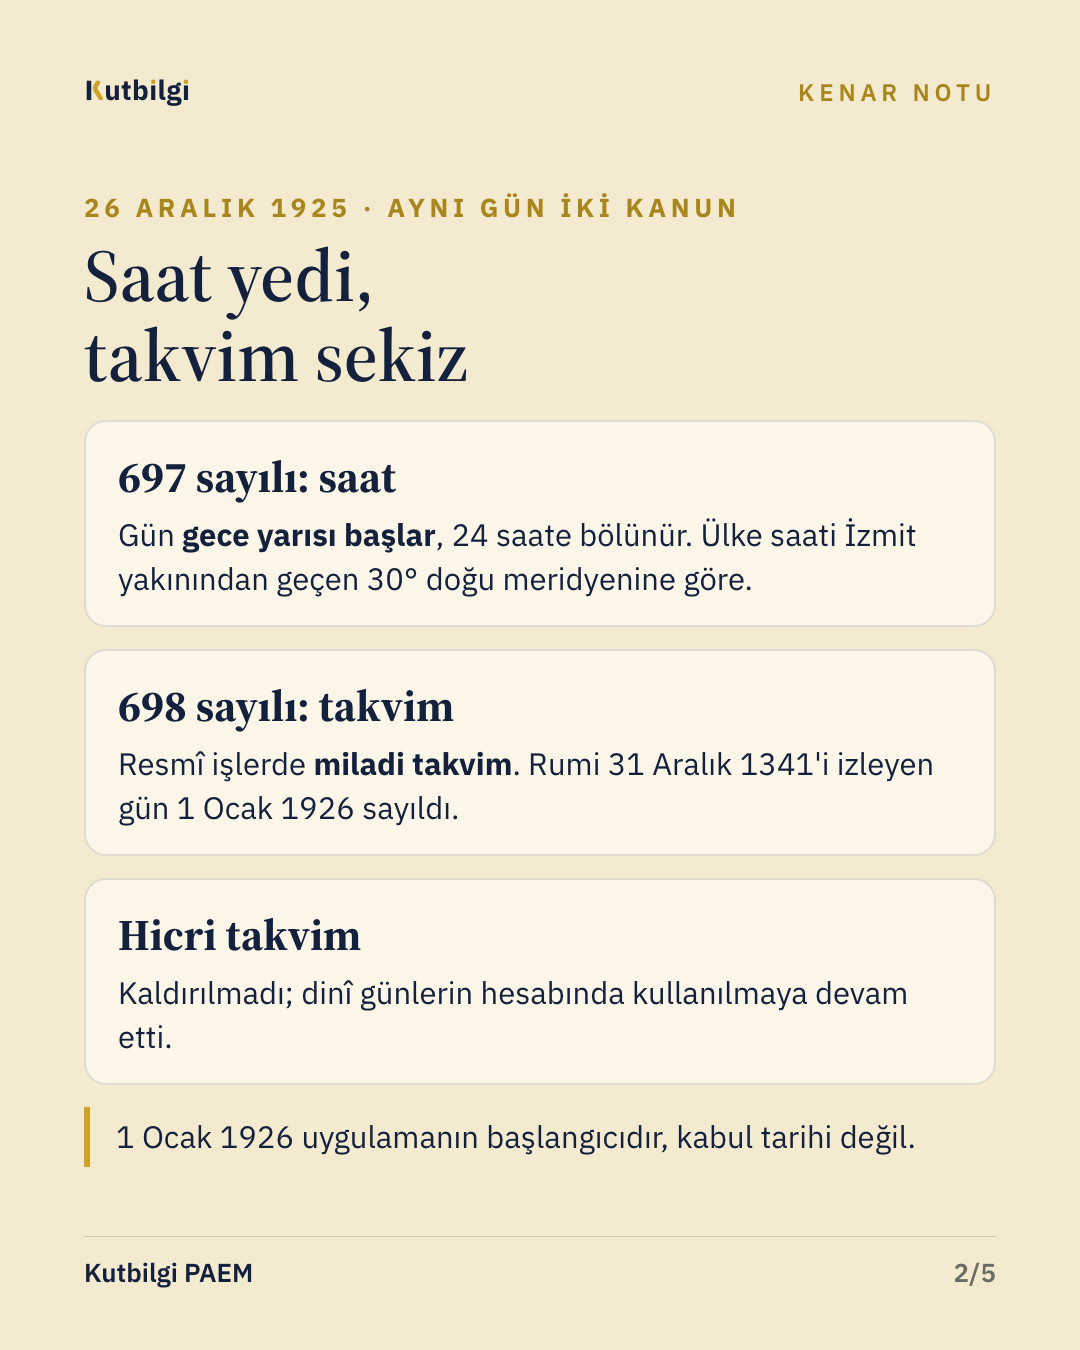 Kutbilgi
KENAR NOTU
26 ARALIK 1925 · AYNI GÜN İKİ KANUN
Saat yedi,
takvim sekiz
697 sayılı: saat
Gün gece yarısı başlar, 24 saate bölünür. Ülke saati İzmit
yakınından geçen 30° doğu meridyenine göre.
698 sayılı: takvim
Resmî işlerde miladi takvim. Rumi 31 Aralık 1341'i izleyen
gün 1 Ocak 1926 sayıldı.
Hicri takvim
Kaldırılmadı; dinî günlerin hesabında kullanılmaya devam
etti.
1 Ocak 1926 uygulamanın başlangıcıdır, kabul tarihi değil.
Kutbilgi PAEM
2/5